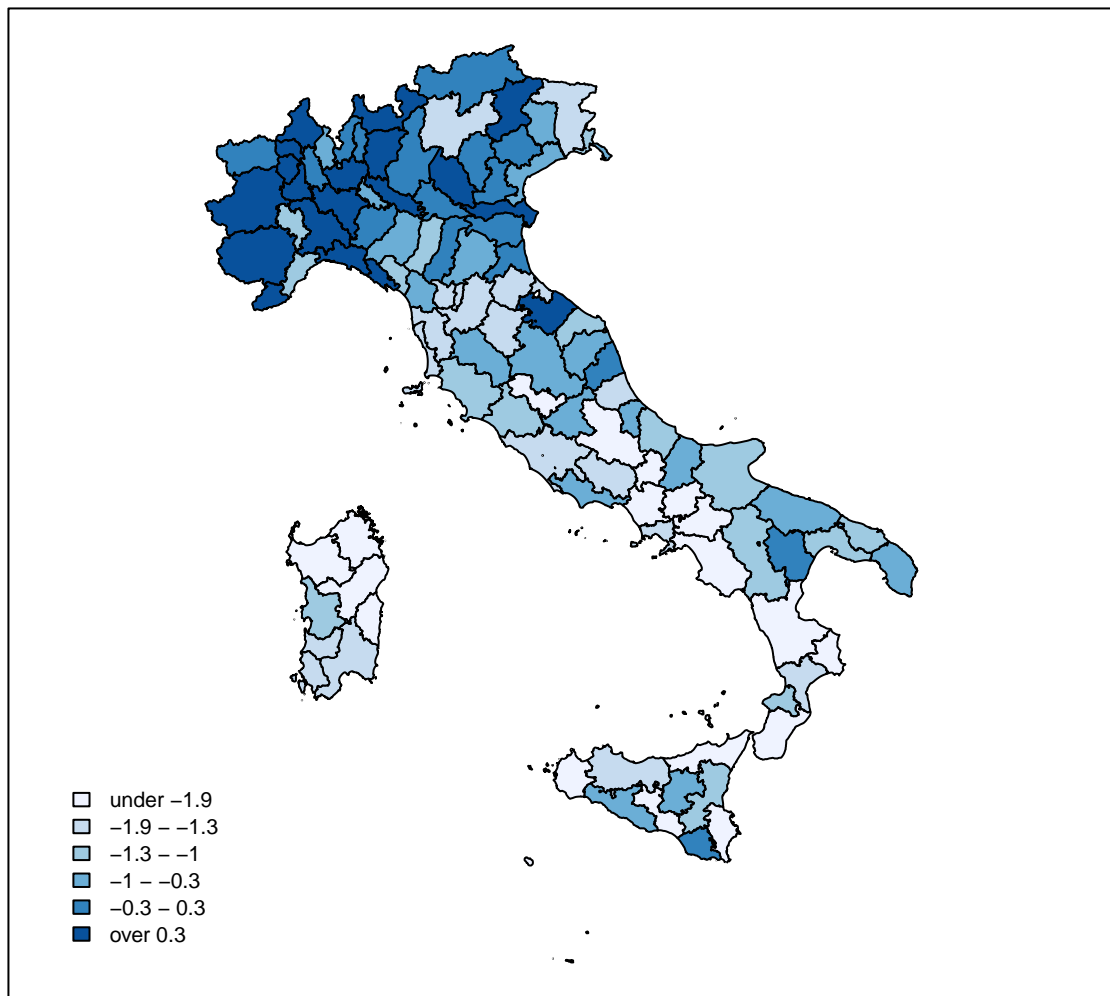 under −1.9
−1.9 – −1.3
−1.3 – −1
−1 – −0.3
−0.3 – 0.3
over 0.3